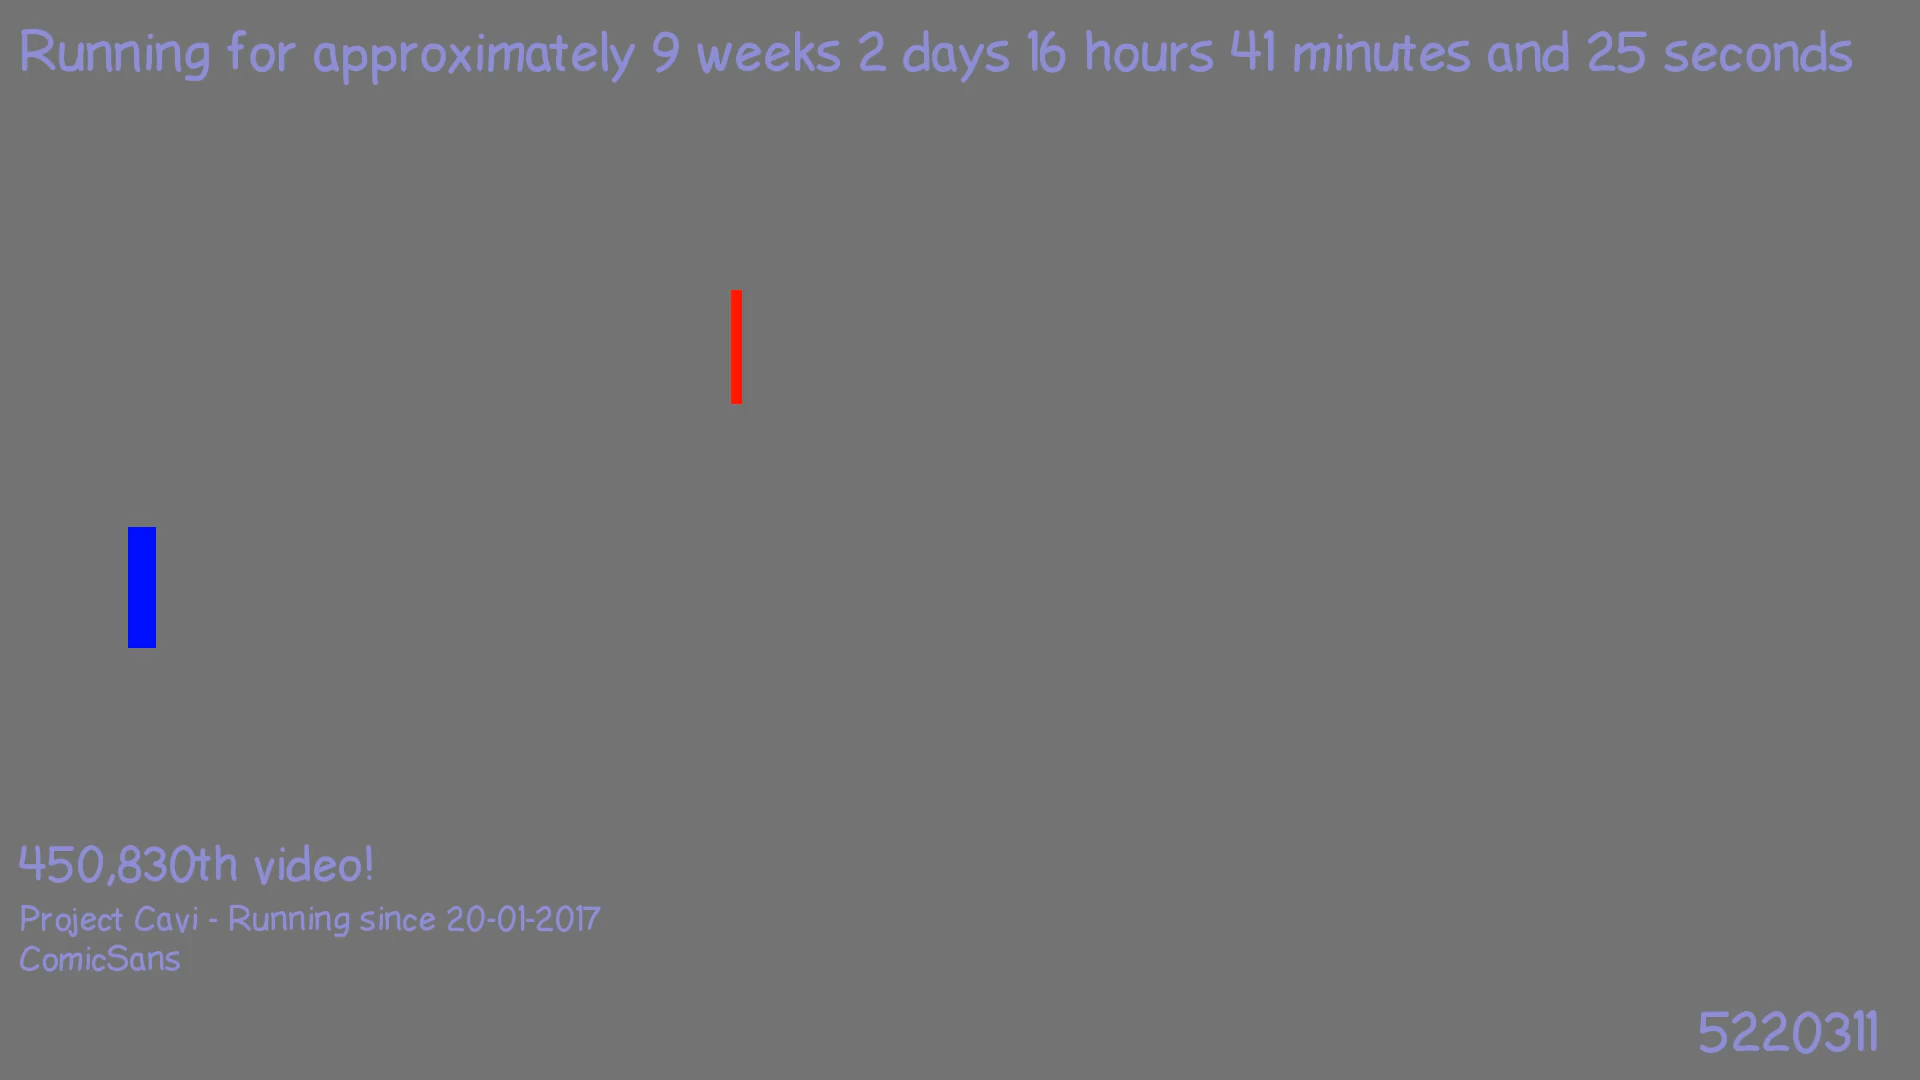 Running for approximately 9 weeks 2 days 16 hours 41 minutes and 25 seconds
450,830th video!
Project Cavi - Running since 20-01-2017
ComicSans
5220311